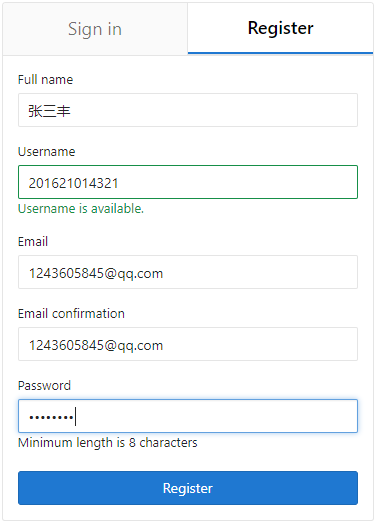 Sign in
Register
Full name
张三丰
Username
201621014321
Username is available.
Email
1243605845@qq.com
Email confirmation
1243605845@qq.com
Password
••••••••
Minimum length is 8 characters
Register